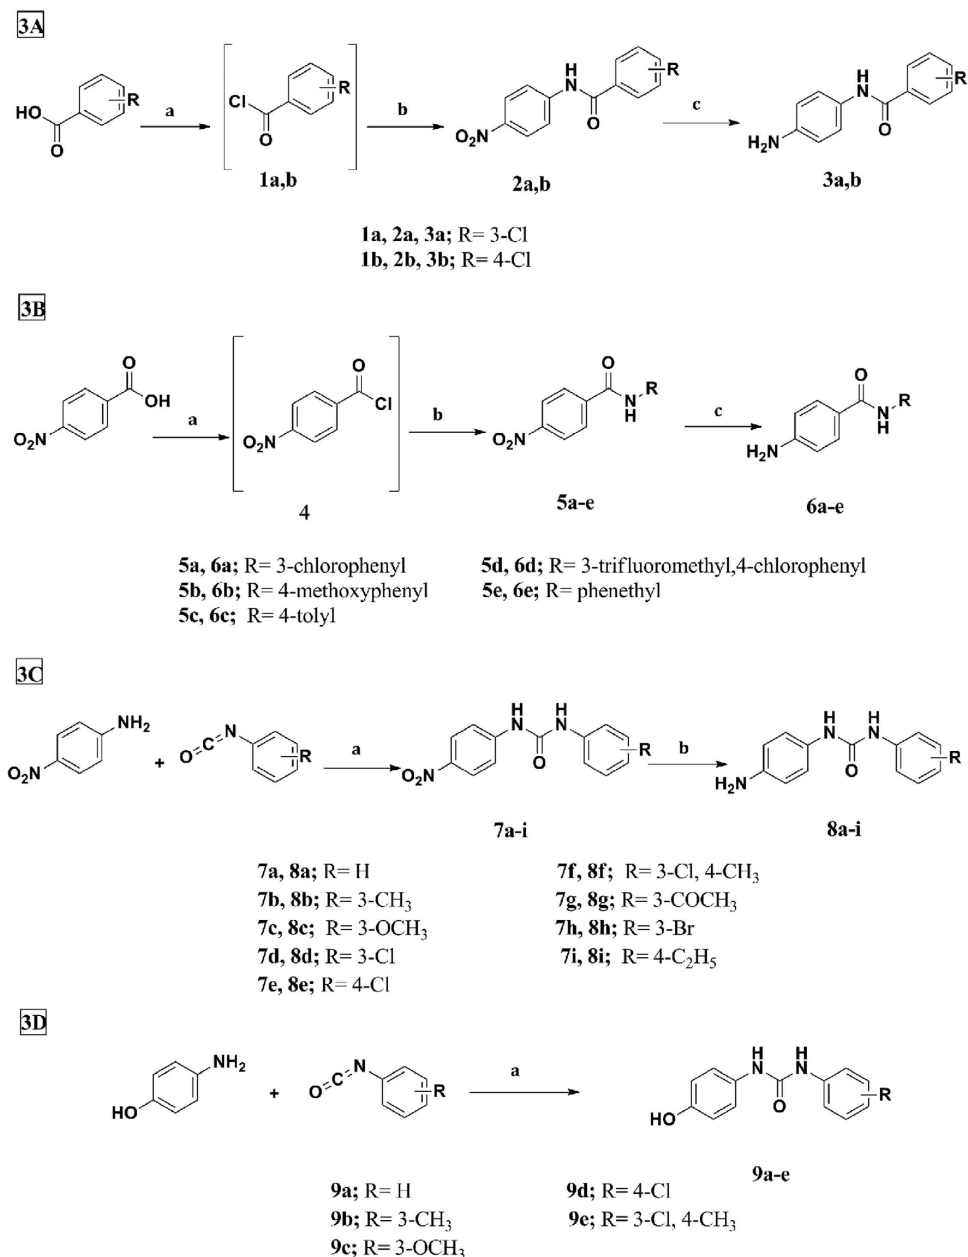 3A
HO
O
R
a
Cl
O
R
1a,b
b
O₂N
H
N
O
R
2a,b
c
H₂N
H
N
O
R
3a,b
1a, 2a, 3a; R= 3-Cl
1b, 2b, 3b; R= 4-Cl
3B
O
OH
O₂N
a
O
Cl
O₂N
4
b
O
R
N
H
O₂N
5a-e
c
O
R
N
H
H₂N
6a-e
5a, 6a; R= 3-chlorophenyl
5b, 6b; R= 4-methoxyphenyl
5c, 6c; R= 4-tolyl
5d, 6d; R= 3-trifluoromethyl,4-chlorophenyl
5e, 6e; R= phenethyl
3C
NH₂
O₂N
+
O=C=N
R
a
H
N
H
N
O
O₂N
R
7a-i
b
H
N
H
N
O
H₂N
R
8a-i
7a, 8a; R= H
7b, 8b; R= 3-CH₃
7c, 8c; R= 3-OCH₃
7d, 8d; R= 3-Cl
7e, 8e; R= 4-Cl
7f, 8f; R= 3-Cl, 4-CH₃
7g, 8g; R= 3-COCH₃
7h, 8h; R= 3-Br
7i, 8i; R= 4-C₂H₅
3D
NH₂
HO
+
O=C=N
R
a
H
N
H
N
O
HO
R
9a-e
9a; R= H
9b; R= 3-CH₃
9c; R= 3-OCH₃
9d; R= 4-Cl
9e; R= 3-Cl, 4-CH₃